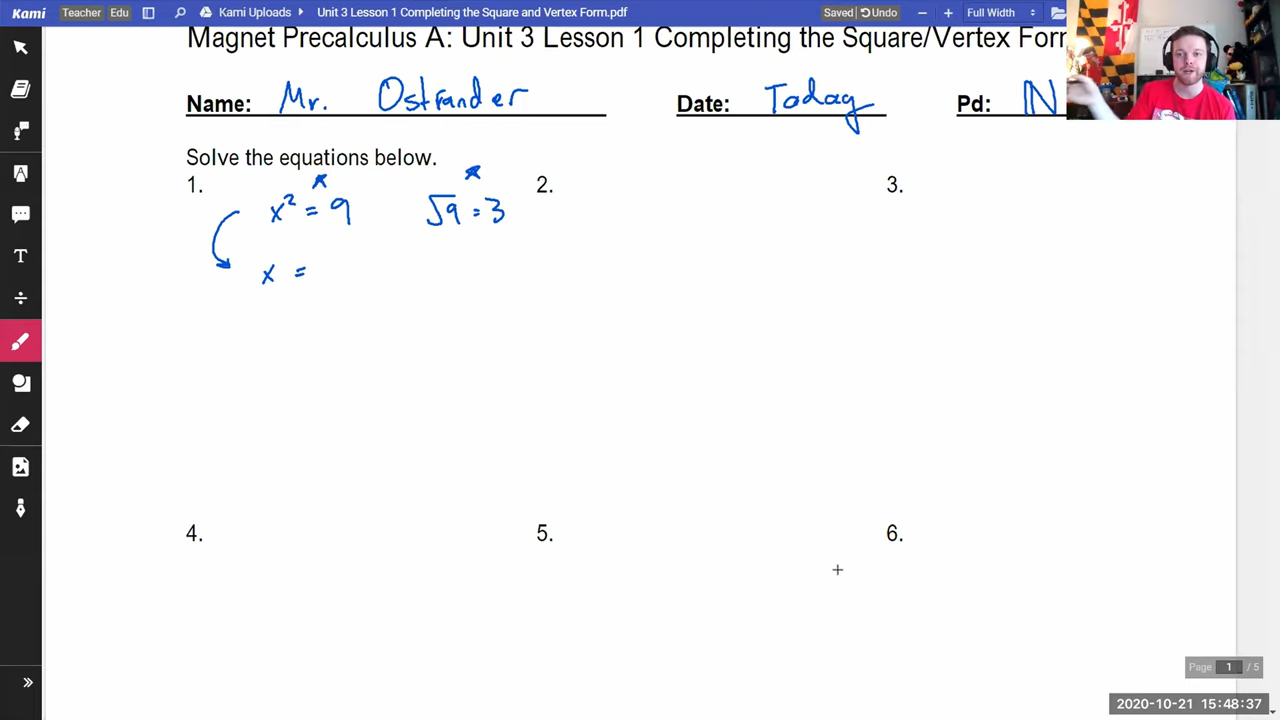 Kami Teacher Edu Kami Uploads > Unit 3 Lesson 1 Completing the Square and Vertex Form.pdf Saved Undo Full Width
Magnet Precalculus A: Unit 3 Lesson 1 Completing the Square/Vertex Form
Name: Mr. Ostrander Date: Today Pd: N
Solve the equations below.
1. 2. 3.
x² = 9 √9 = 3
x =
4. 5. 6.
Page 1 / 5
2020-10-21 15:48:37